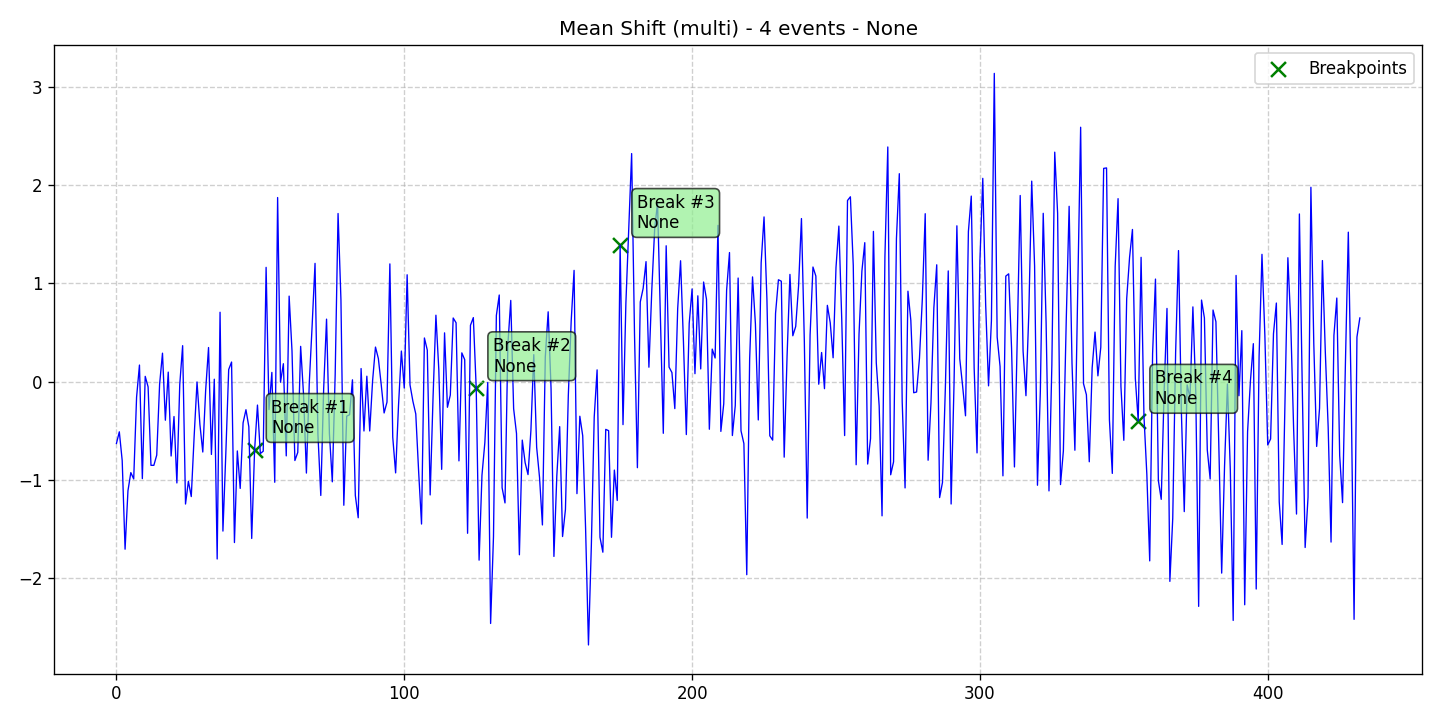 Mean Shift (multi) - 4 events - None
Breakpoints
3
2
1
0
−1
−2
Break #1
None
Break #2
None
Break #3
None
Break #4
None
0
100
200
300
400